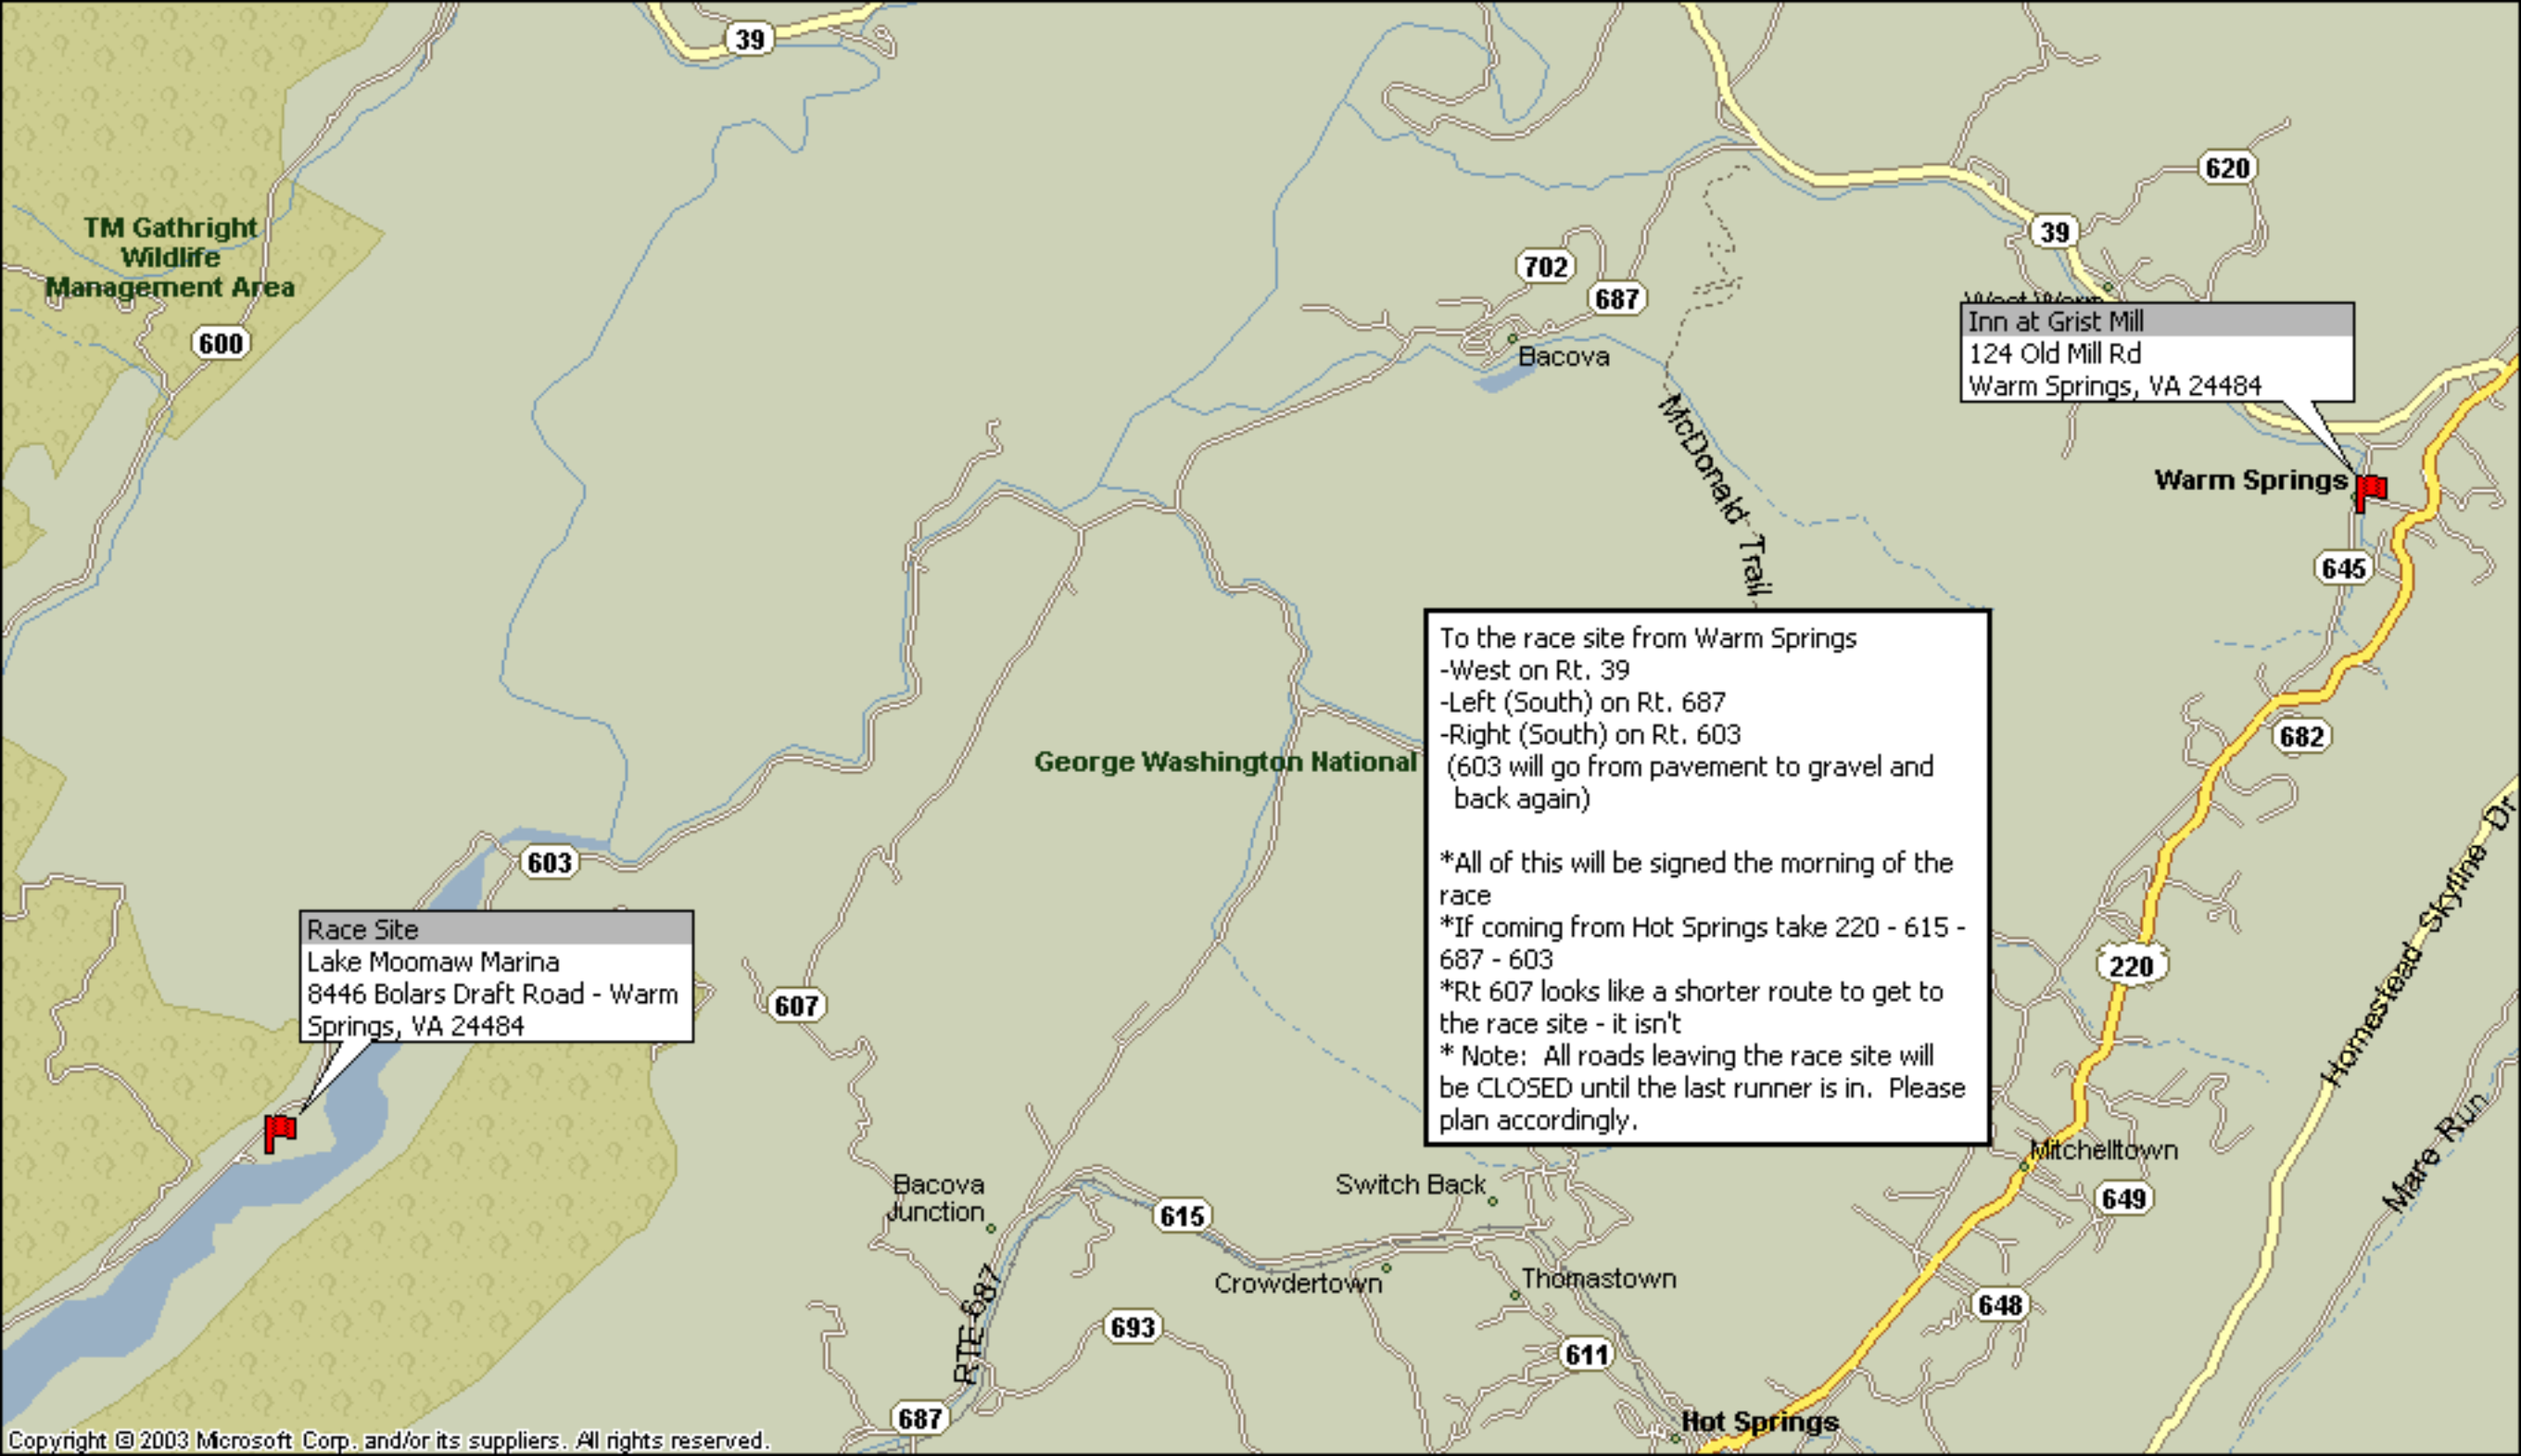 39
620
39
TM Gathright
Wildlife
Management Area
702
687
600
Bacova
Inn at Grist Mill
124 Old Mill Rd
Warm Springs, VA 24484
McDonald Trail
Warm Springs
645
To the race site from Warm Springs
-West on Rt. 39
-Left (South) on Rt. 687
-Right (South) on Rt. 603
(603 will go from pavement to gravel and
back again)
*All of this will be signed the morning of the
race
*If coming from Hot Springs take 220 - 615 -
687 - 603
*Rt 607 looks like a shorter route to get to
the race site - it isn't
* Note: All roads leaving the race site will
be CLOSED until the last runner is in. Please
plan accordingly.
682
George Washington National
603
Homestead Skyline Dr
Race Site
Lake Moomaw Marina
8446 Bolars Draft Road - Warm
Springs, VA 24484
220
607
Mare Run
Mitchelltown
Bacova
Junction
Switch Back
649
615
Crowdertown
Thomastown
RTE 687
648
693
611
687
Hot Springs
Copyright © 2003 Microsoft Corp. and/or its suppliers. All rights reserved.